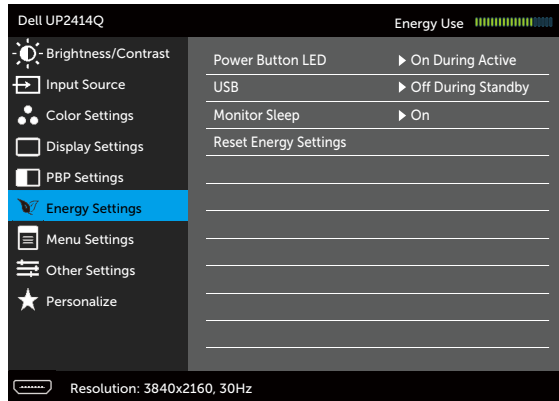 Dell UP2414Q
Energy Use
Brightness/Contrast
Input Source
Color Settings
Display Settings
PBP Settings
Energy Settings
Menu Settings
Other Settings
Personalize
Power Button LED On During Active
USB Off During Standby
Monitor Sleep On
Reset Energy Settings
Resolution: 3840x2160, 30Hz